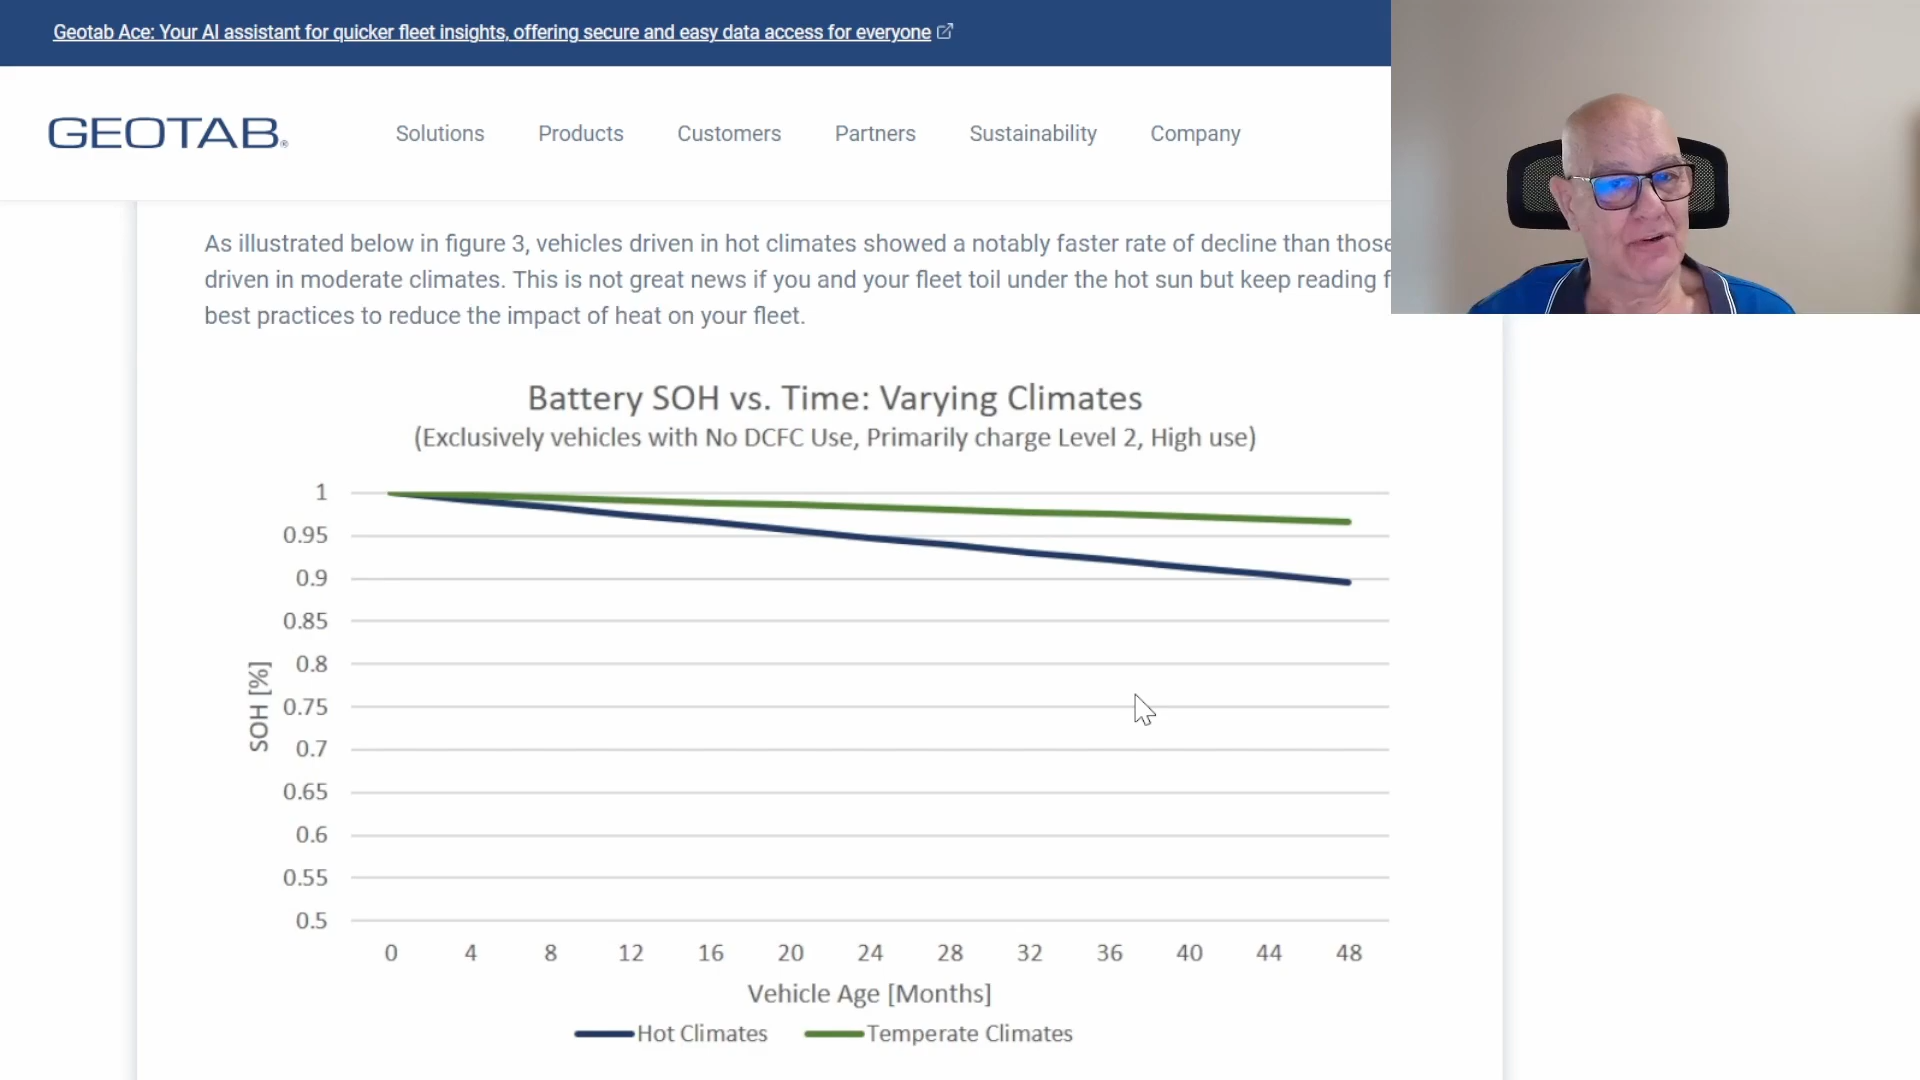 Geotab Ace: Your AI assistant for quicker fleet insights, offering secure and easy data access for everyone
GEOTAB®
Solutions
Products
Customers
Partners
Sustainability
Company
As illustrated below in figure 3, vehicles driven in hot climates showed a notably faster rate of decline than those
driven in moderate climates. This is not great news if you and your fleet toil under the hot sun but keep reading
best practices to reduce the impact of heat on your fleet.
Battery SOH vs. Time: Varying Climates
(Exclusively vehicles with No DCFC Use, Primarily charge Level 2, High use)
1
0.95
0.9
0.85
0.8
0.75
0.7
0.65
0.6
0.55
0.5
SOH [%]
0 4 8 12 16 20 24 28 32 36 40 44 48
Vehicle Age [Months]
Hot Climates
Temperate Climates